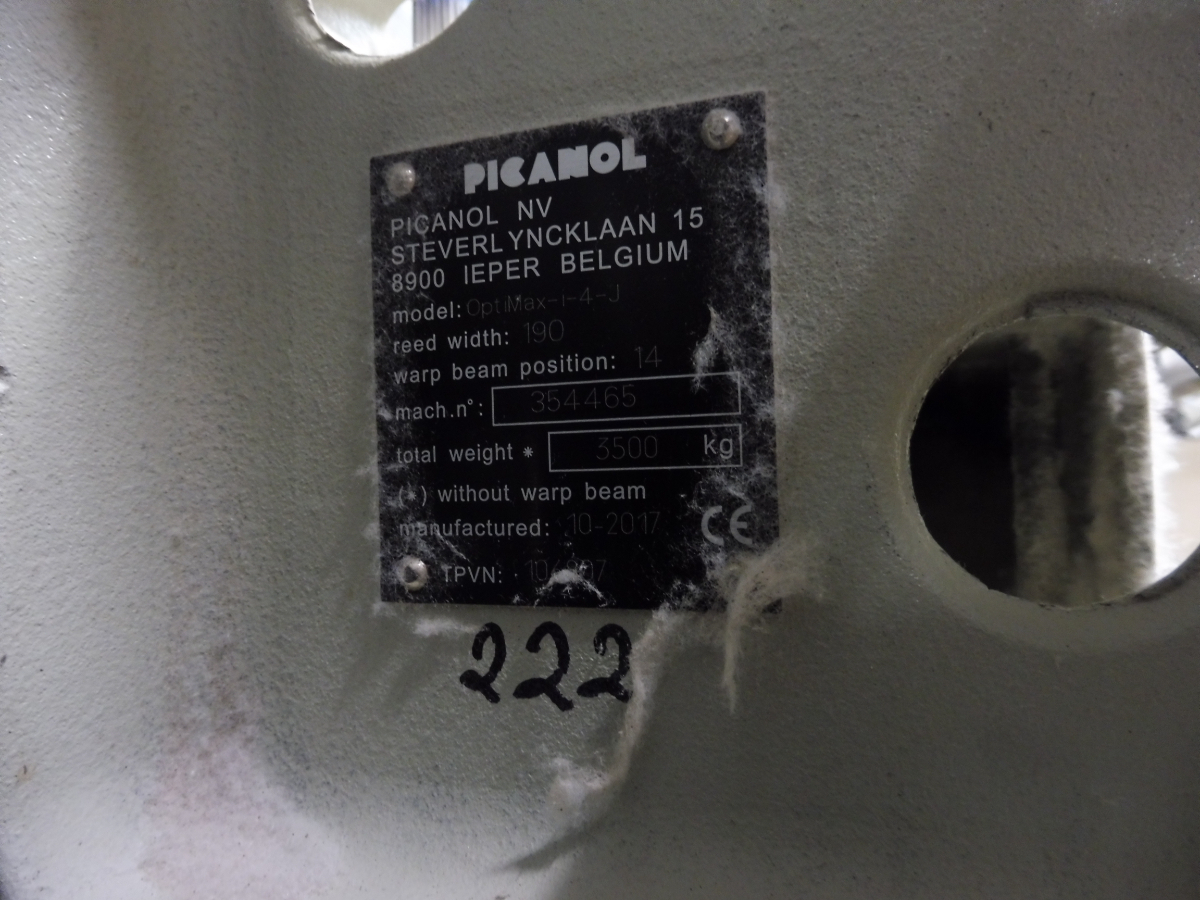 PICANOL
PICANOL NV
STEVERLYNCKLAAN 15
8900 IEPER BELGIUM
model: OptiMax-i-4-J
reed width: 190
warp beam position: 14
mach.n°: 354465
total weight * 3500 kg
(*) without warp beam
manufactured: 10-2017 CE
TPVN:
222